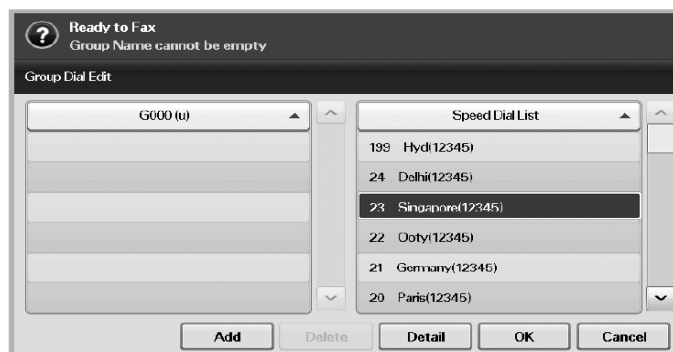 Ready to Fax
Group Name cannot be empty
Group Dial Edit
G000 (u)
Speed Dial List
199 Hyd(12345)
24 Delhi(12345)
23 Singapore(12345)
22 Ooty(12345)
21 Germany(12345)
20 Paris(12345)
Add Delete Detail OK Cancel